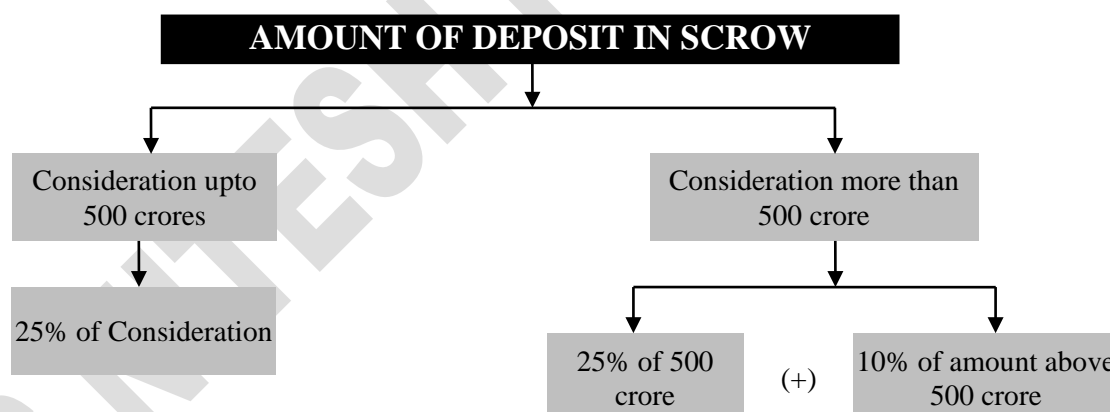 AMOUNT OF DEPOSIT IN SCROW
Consideration upto
500 crores
Consideration more than
500 crore
25% of Consideration
25% of 500
crore
(+)
10% of amount above
500 crore